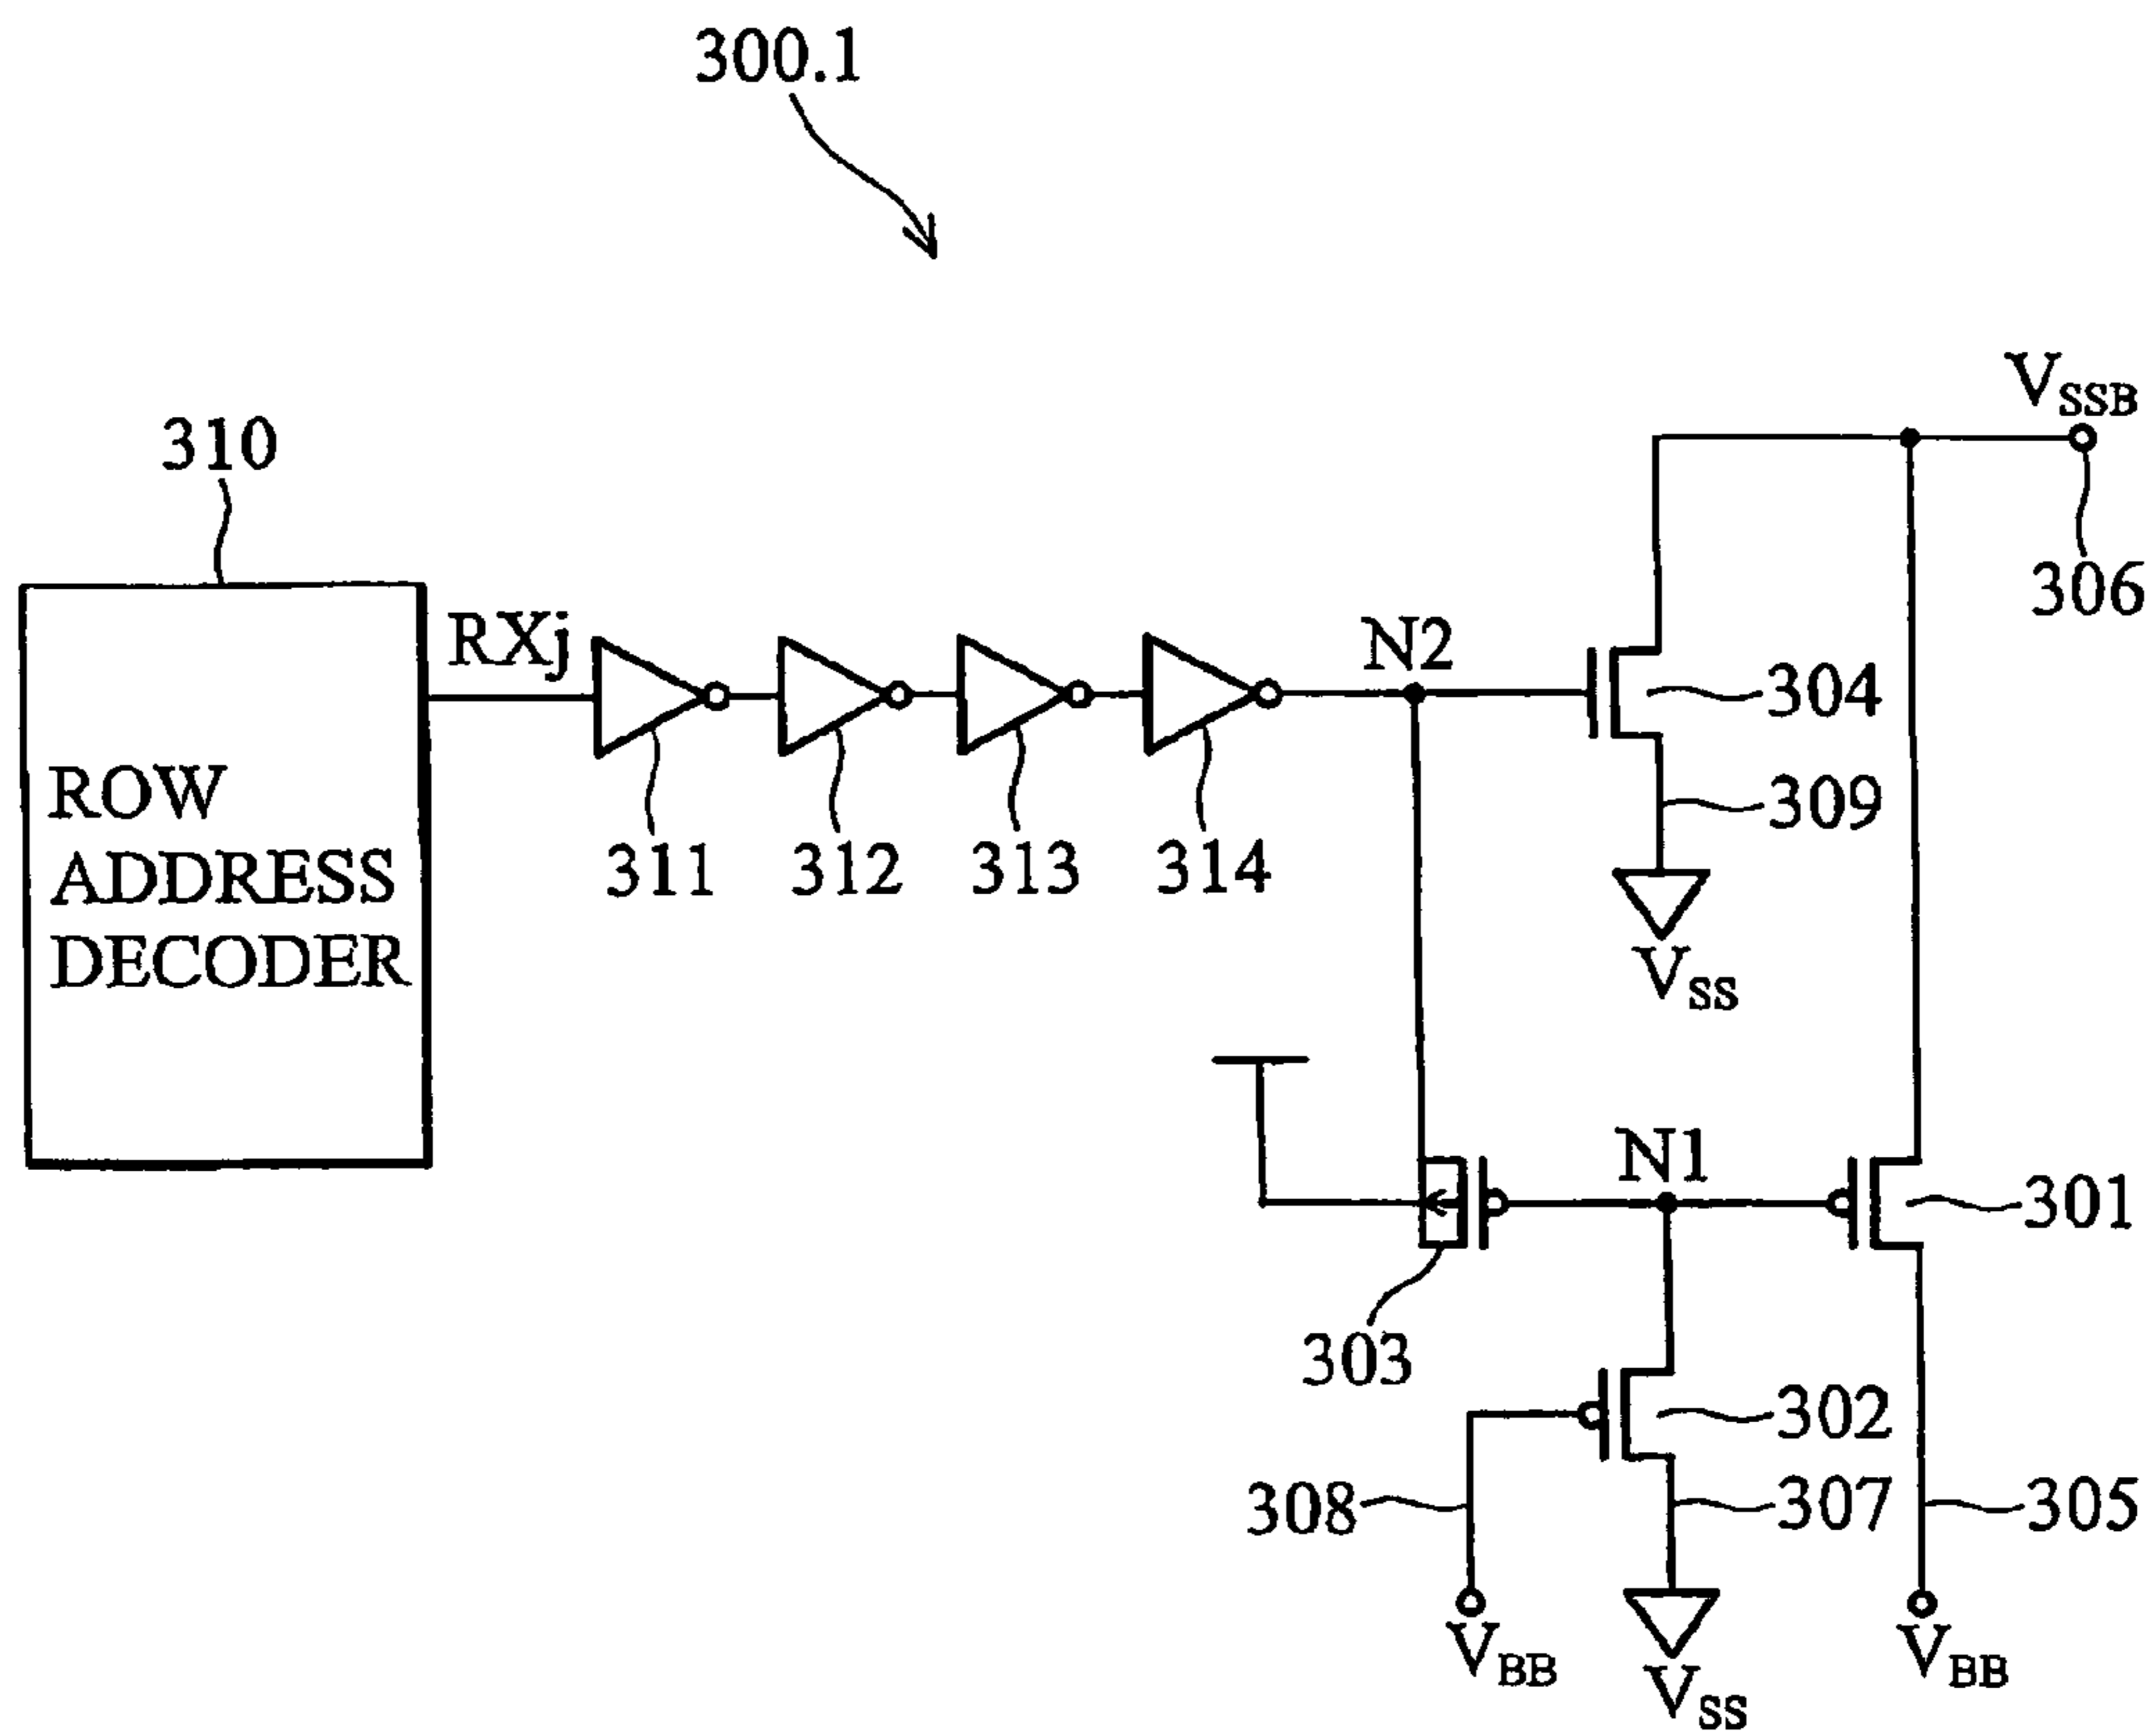 300.1
V_SSB
310
306
RXj
N2
304
ROW
ADDRESS
DECODER
309
311
312
313
314
V_SS
N1
301
303
302
308
307
305
V_BB
V_SS
V_BB